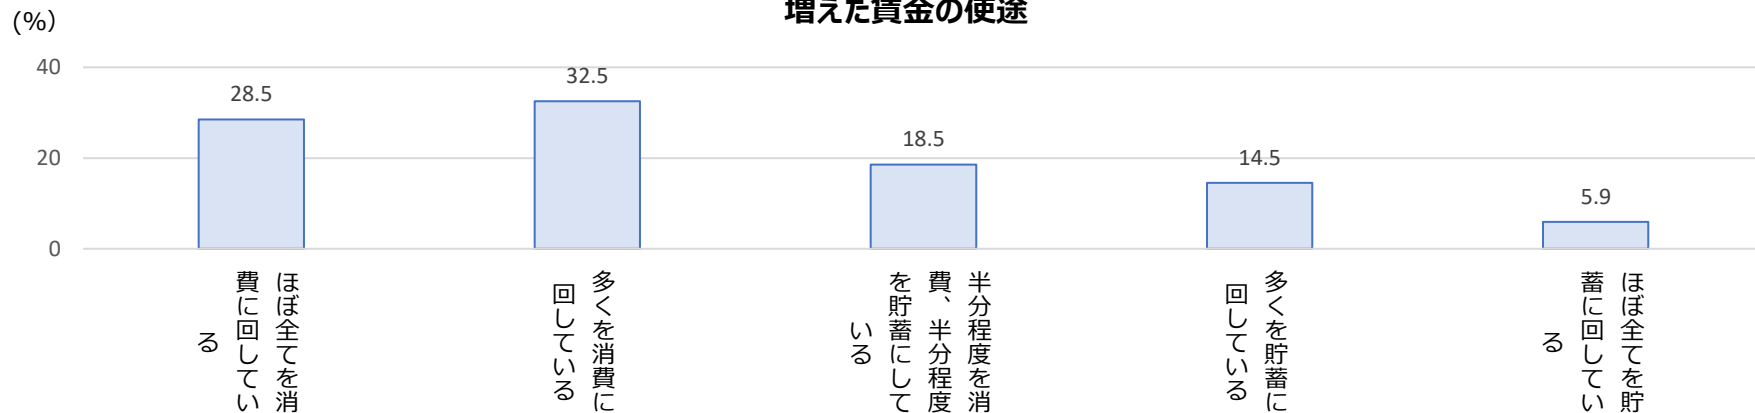 増えた賃金の使途
(%)
40
20
0
28.5
32.5
18.5
14.5
5.9
ほぼ全てを消
費に回してい
る
多くを消費に
回している
半分程度を消
費、半分程度
を貯蓄にして
いる
多くを貯蓄に
回している
ほぼ全てを貯
蓄に回してい
る